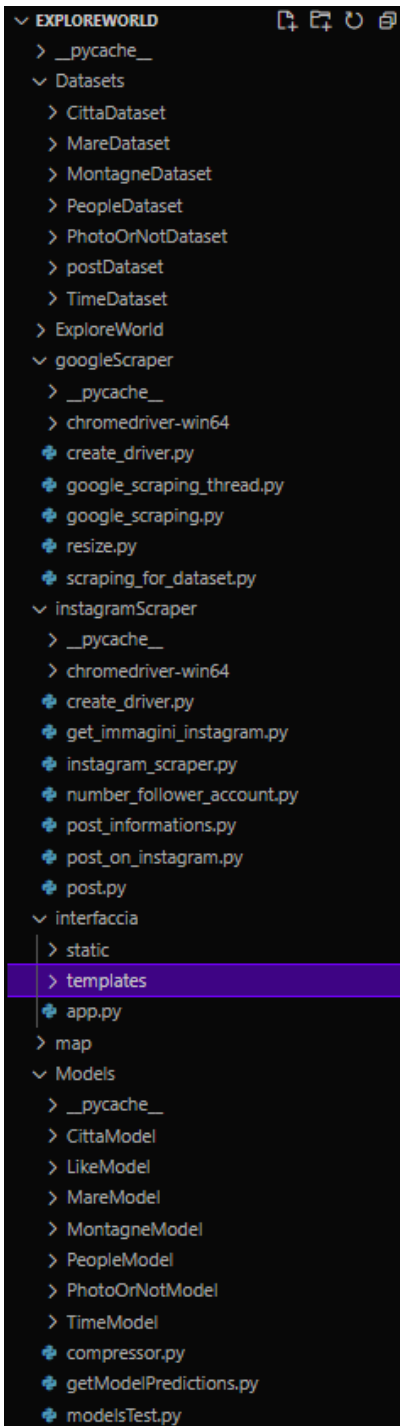 EXPLOREWORLD
__pycache__
Datasets
CittaDataset
MareDataset
MontagneDataset
PeopleDataset
PhotoOrNotDataset
postDataset
TimeDataset
ExploreWorld
googleScraper
__pycache__
chromedriver-win64
create_driver.py
google_scraping_thread.py
google_scraping.py
resize.py
scraping_for_dataset.py
instagramScraper
__pycache__
chromedriver-win64
create_driver.py
get_immagini_instagram.py
instagram_scraper.py
number_follower_account.py
post_informations.py
post_on_instagram.py
post.py
interfaccia
static
templates
app.py
map
Models
__pycache__
CittaModel
LikeModel
MareModel
MontagneModel
PeopleModel
PhotoOrNotModel
TimeModel
compressor.py
getModelPredictions.py
modelsTest.py